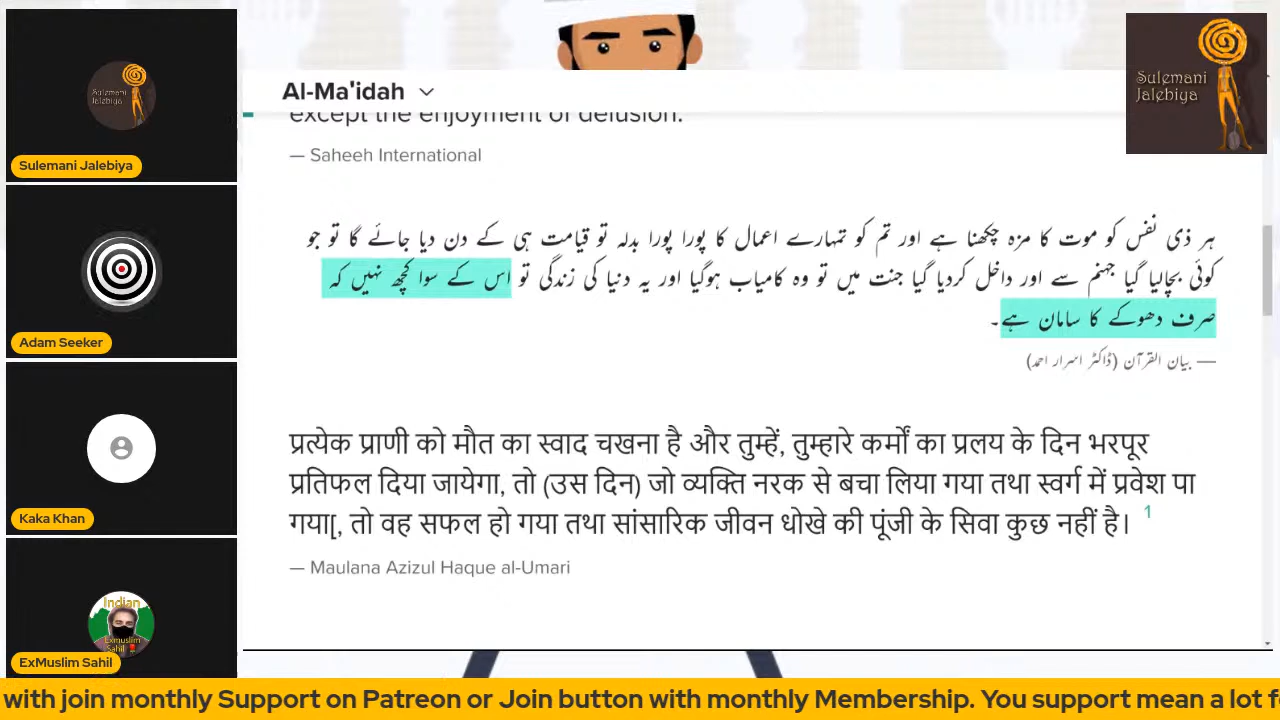 Sulemani
Jalebiya
Sulemani Jalebiya
Adam Seeker
Kaka Khan
Indian
Exmuslim
Sahil
ExMuslim Sahil
Al-Ma'idah
except the enjoyment of delusion.
— Saheeh International
ہر ذی نفس کو موت کا مزہ چکھنا ہے اور تم کو تمہارے اعمال کا پورا پورا بدلہ تو قیامت ہی کے دن دیا جائے گا تو جو
کوئی بچالیا گیا جہنم سے اور داخل کردیا گیا جنت میں تو وہ کامیاب ہوگیا اور یہ دنیا کی زندگی تو اس کے سوا کچھ نہیں کہ
صرف دھوکے کا سامان ہے۔
— بیان القرآن (ڈاکٹر اسرار احمد)
प्रत्येक प्राणी को मौत का स्वाद चखना है और तुम्हें, तुम्हारे कर्मों का प्रलय के दिन भरपूर
प्रतिफल दिया जायेगा, तो (उस दिन) जो व्यक्ति नरक से बचा लिया गया तथा स्वर्ग में प्रवेश पा
गया[, तो वह सफल हो गया तथा सांसारिक जीवन धोखे की पूंजी के सिवा कुछ नहीं है। 1
— Maulana Azizul Haque al-Umari
Sulemani
Jalebiya
with join monthly Support on Patreon or Join button with monthly Membership. You support mean a lot f